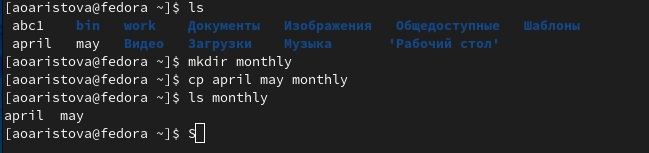 [aoaristova@fedora ~]$ ls
abc1 bin work Документы Изображения Общедоступные Шаблоны
april may Видео Загрузки Музыка 'Рабочий стол'
[aoaristova@fedora ~]$ mkdir monthly
[aoaristova@fedora ~]$ cp april may monthly
[aoaristova@fedora ~]$ ls monthly
april may
[aoaristova@fedora ~]$ S